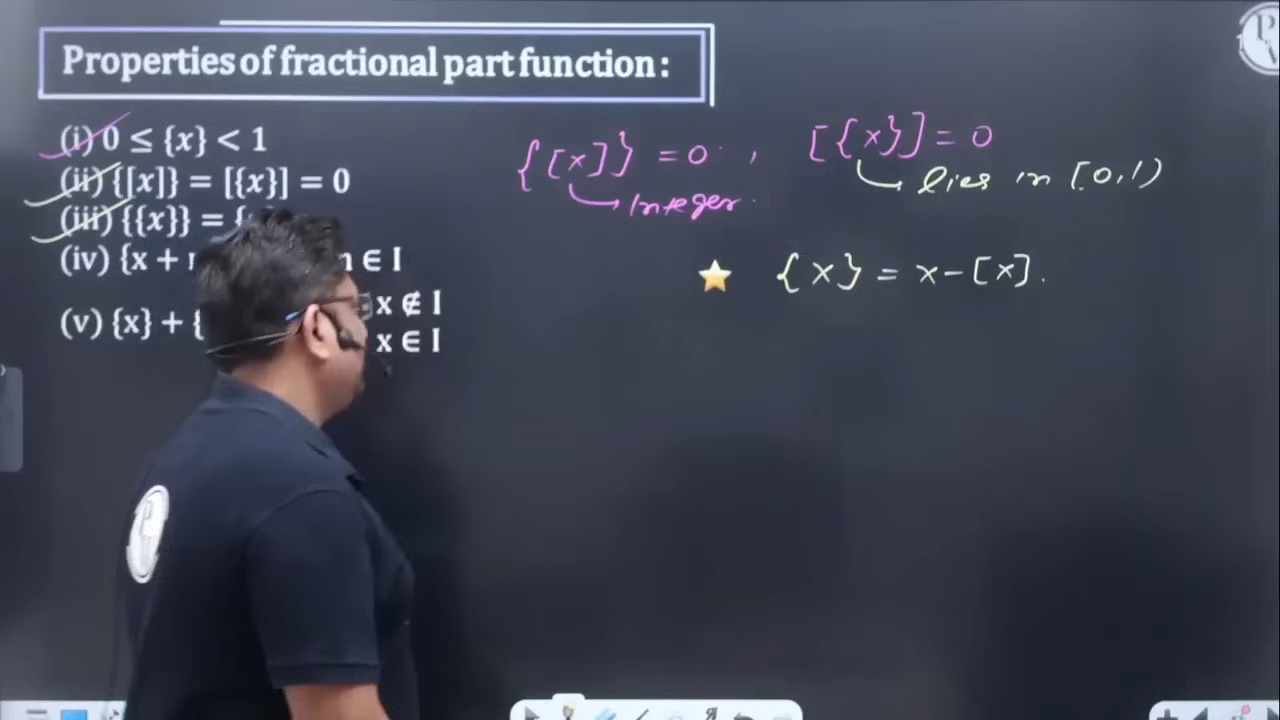 Properties of fractional part function :
(i) 0 ≤ {x} < 1
(ii) {[x]} = [{x}] = 0
(iii) {{x}} = {
(iv) {x + ∈ I
(v) {x} + {
x ∉ I
x ∈ I
{[x]} = 0 , [{x}] = 0
Integer. lies in [0,1)
{x} = x - [x].